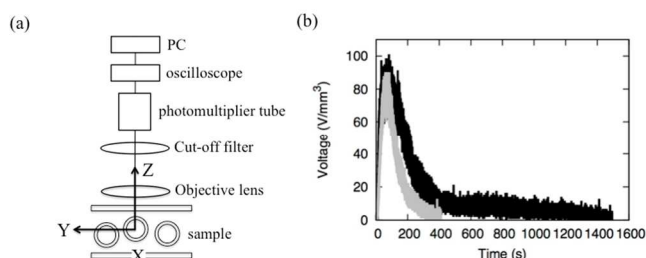 (a)
PC
oscilloscope
photomultiplier tube
Cut-off filter
Z
Objective lens
Y
sample
X
(b)
Voltage (V/mm³)
100
80
60
40
20
0
0 200 400 600 800 1000 1200 1400 1600
Time (s)